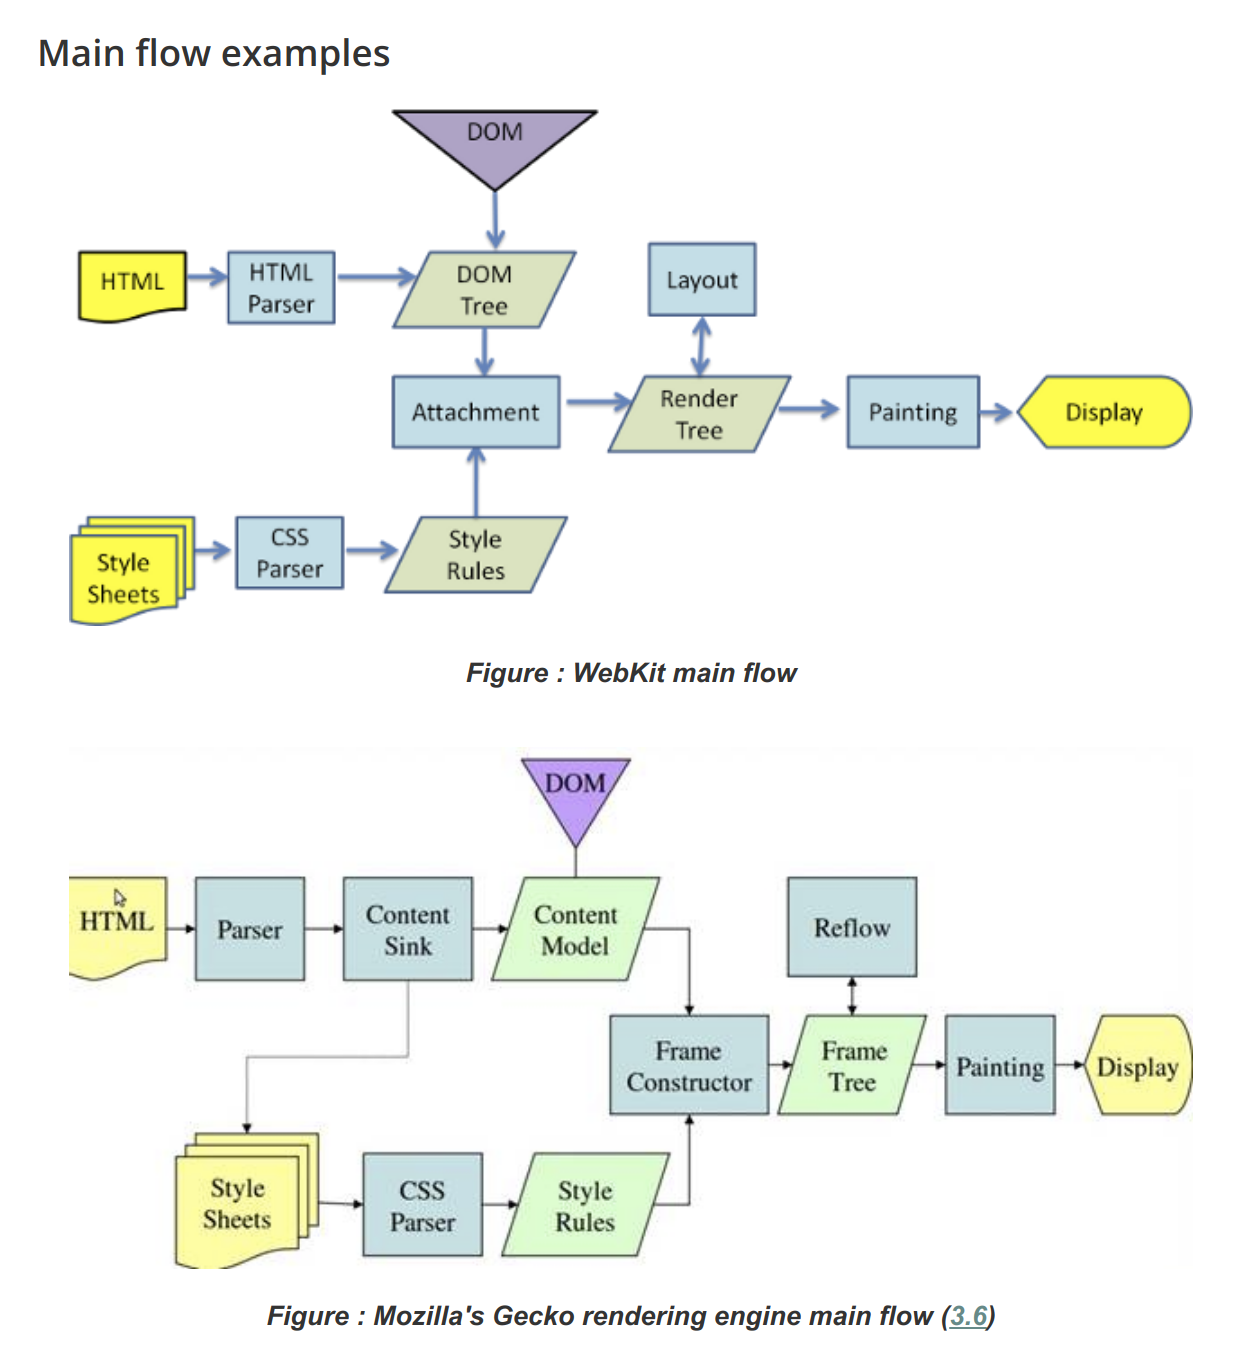 Main flow examples
DOM
HTML
HTML
Parser
DOM
Tree
Layout
Attachment
Render
Tree
Painting
Display
Style
Sheets
CSS
Parser
Style
Rules
Figure : WebKit main flow
DOM
HTML
Parser
Content
Sink
Content
Model
Reflow
Frame
Constructor
Frame
Tree
Painting
Display
Style
Sheets
CSS
Parser
Style
Rules
Figure : Mozilla's Gecko rendering engine main flow (3.6)